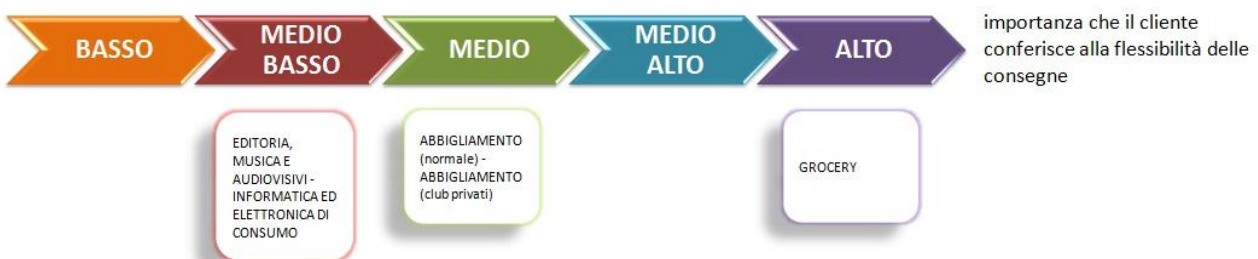 BASSO
MEDIO
BASSO
MEDIO
MEDIO
ALTO
ALTO
importanza che il cliente
conferisce alla flessibilità delle
consegne
EDITORIA,
MUSICA E
AUDIOVISIVI -
INFORMATICA ED
ELETTRONICA DI
CONSUMO
ABBIGLIAMENTO
(normale) -
ABBIGLIAMENTO
(club privati)
GROCERY